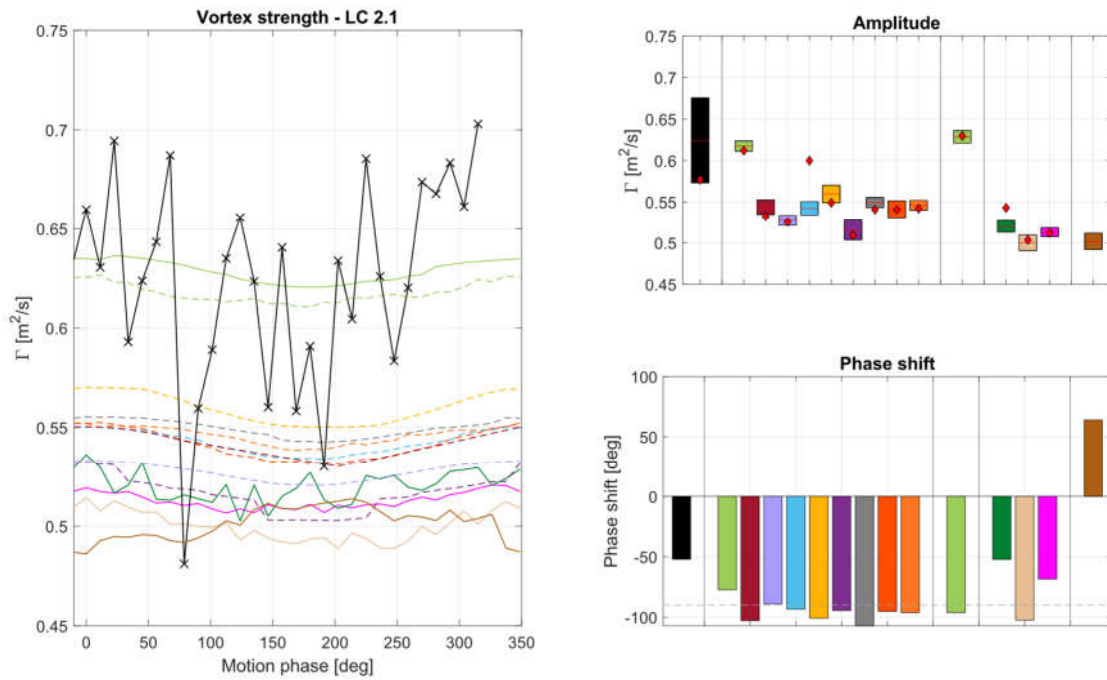 Vortex strength - LC 2.1
0.75
0.7
0.65
0.6
0.55
0.5
0.45
Γ [m²/s]
0 50 100 150 200 250 300 350
Motion phase [deg]
Amplitude
0.75
0.7
0.65
0.6
0.55
0.5
0.45
Γ [m²/s]
Phase shift
100
50
0
-50
-100
Phase shift [deg]